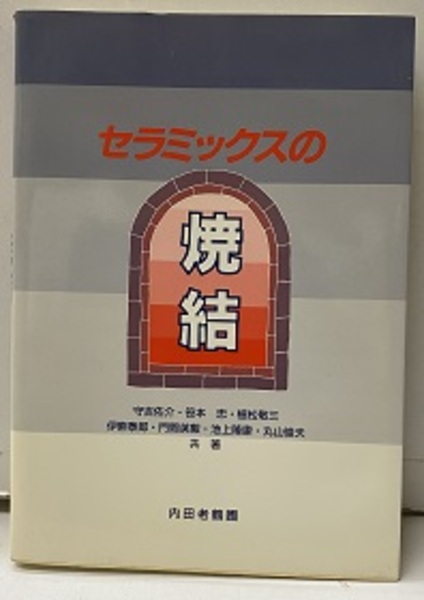 セラミックスの
焼
結
守吉佑介・笹本 忠・植松敬三
伊熊泰郎・門間英毅・池上隆康・丸山俊夫
共 著
内田老鶴圃